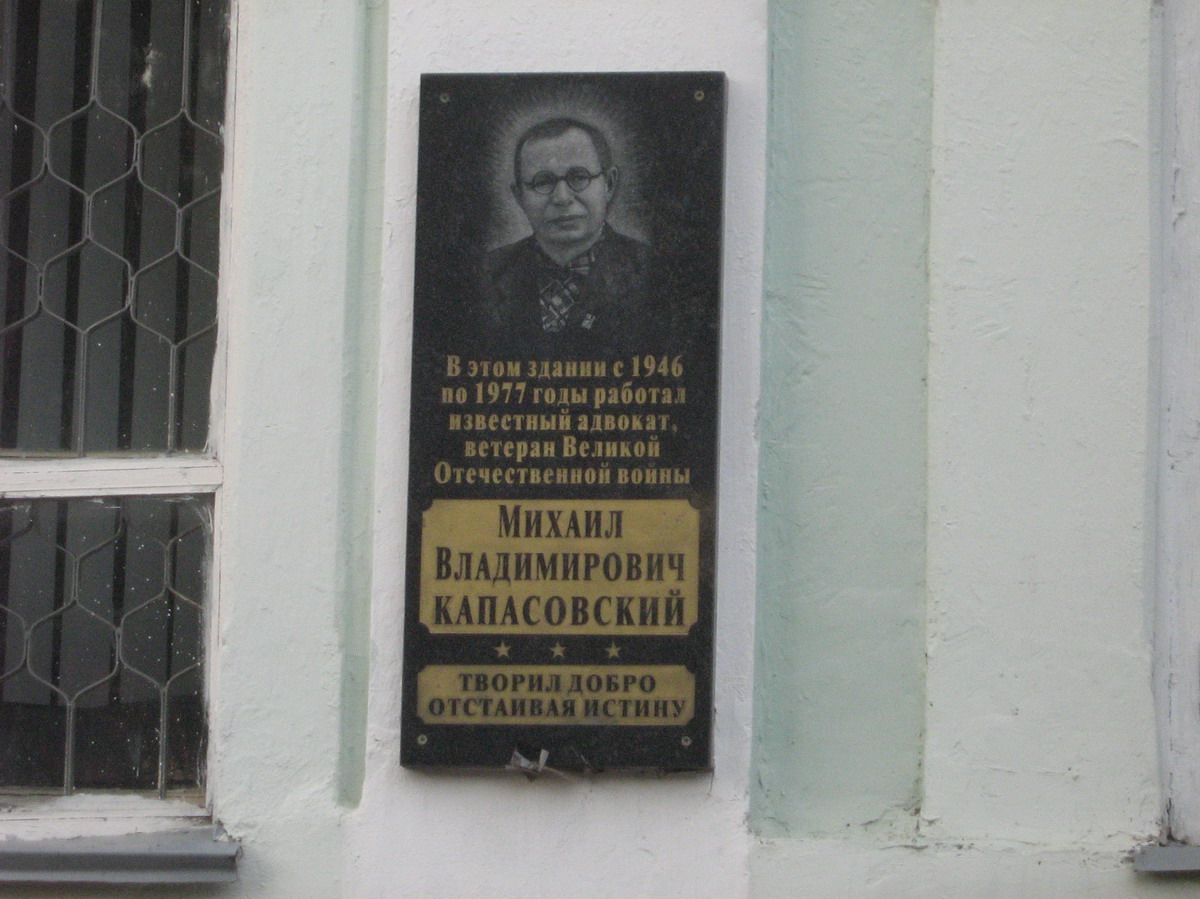 В этом здании с 1946
по 1977 годы работал
известный адвокат,
ветеран Великой
Отечественной войны
МИХАИЛ
ВЛАДИМИРОВИЧ
КАПАСОВСКИЙ
ТВОРИЛ ДОБРО
ОТСТАИВАЯ ИСТИНУ